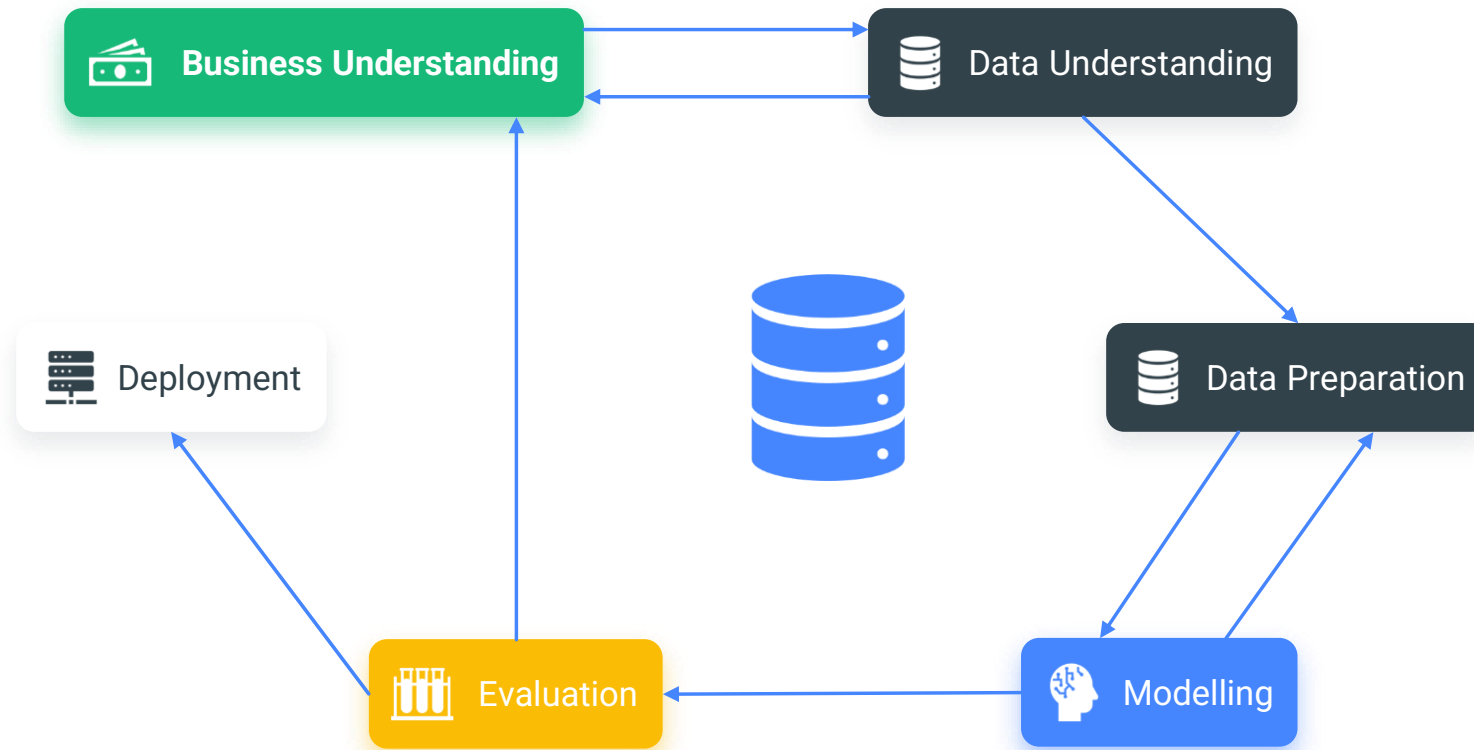 Business Understanding
Data Understanding
Deployment
Data Preparation
Evaluation
Modelling